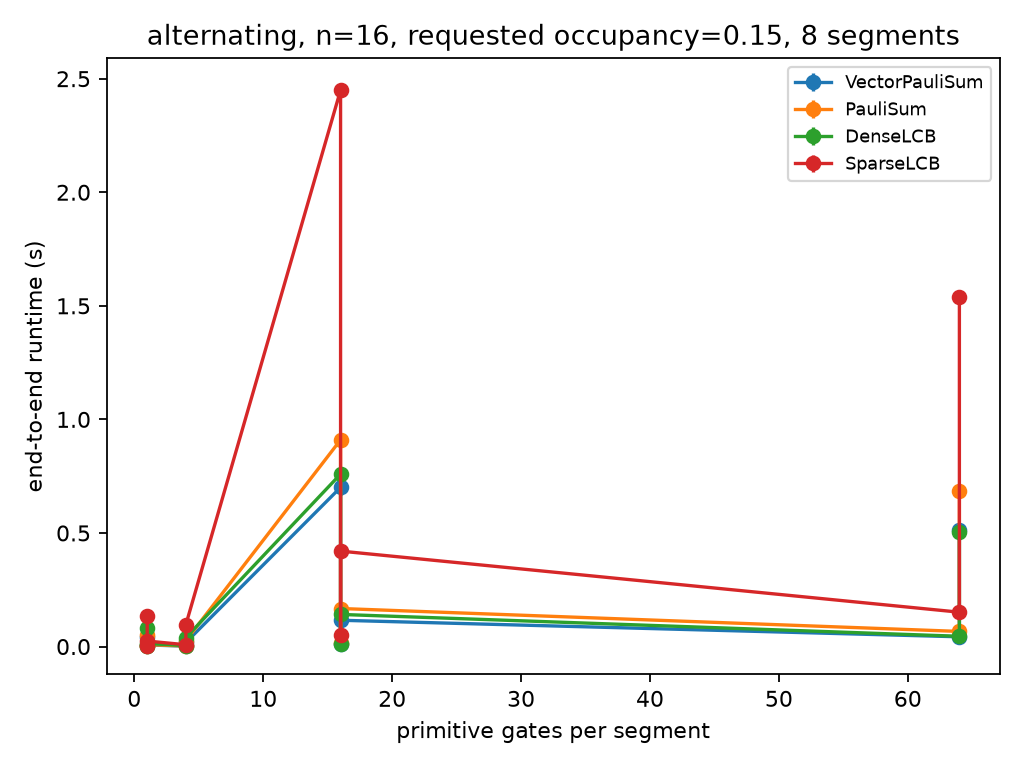 alternating, n=16, requested occupancy=0.15, 8 segments
end-to-end runtime (s)
2.5
2.0
1.5
1.0
0.5
0.0
VectorPauliSum
PauliSum
DenseLCB
SparseLCB
0 10 20 30 40 50 60
primitive gates per segment